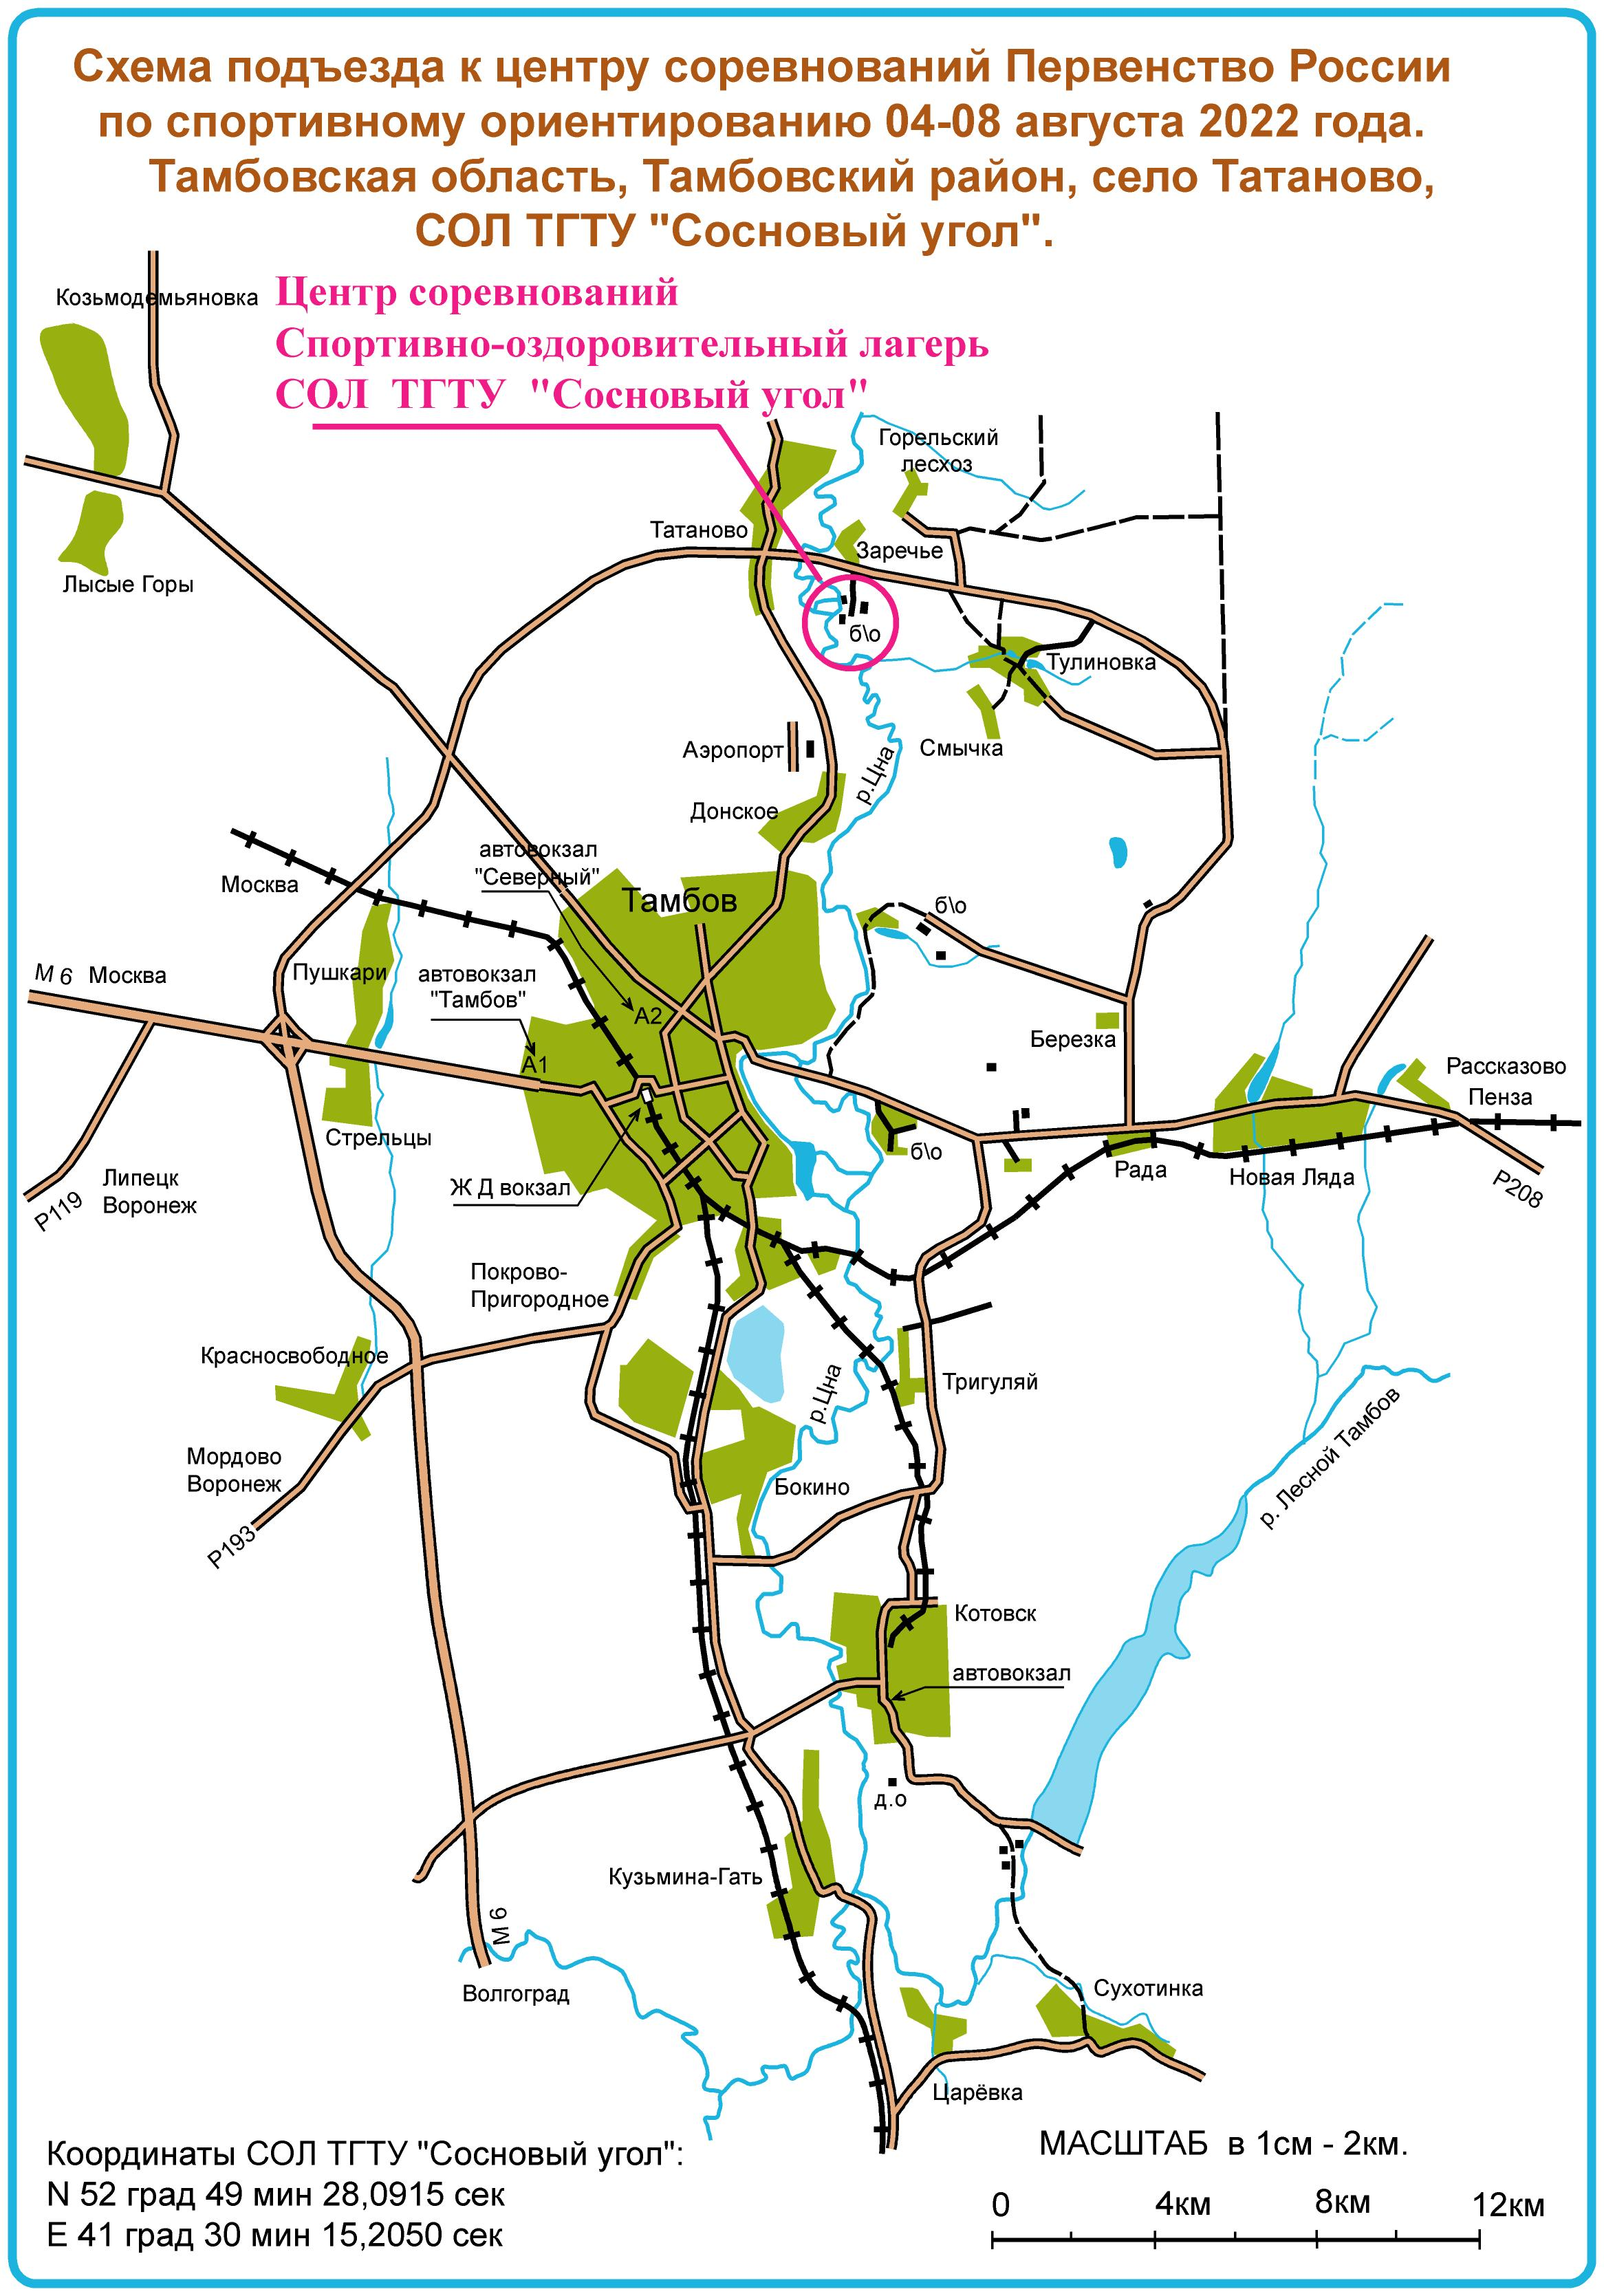 Схема подъезда к центру соревнований Первенство России
по спортивному ориентированию 04-08 августа 2022 года.
Тамбовская область, Тамбовский район, село Татаново,
СОЛ ТГТУ "Сосновый угол".
Козьмодемьяновка
Центр соревнований
Спортивно-оздоровительный лагерь
СОЛ ТГТУ "Сосновый угол"
Горельский
лесхоз
Татаново
Заречье
Лысые Горы
б\о
Тулиновка
Аэропорт
Смычка
р.Цна
Донское
автовокзал
"Северный"
Москва
Тамбов
б\о
М 6 Москва
Пушкари
автовокзал
"Тамбов"
А2
Березка
А1
Рассказово
Пенза
Стрельцы
б\о
Рада
Новая Ляда
Р208
Липецк
Воронеж
Р119
Ж Д вокзал
Покрово-
Пригородное
Красносвободное
Тригуляй
р.Цна
р. Лесной Тамбов
Мордово
Воронеж
Бокино
Р193
Котовск
автовокзал
д.о
Кузьмина-Гать
М 6
Волгоград
Сухотинка
Царёвка
Координаты СОЛ ТГТУ "Сосновый угол":
N 52 град 49 мин 28,0915 сек
E 41 град 30 мин 15,2050 сек
МАСШТАБ в 1см - 2км.
0 4км 8км 12км